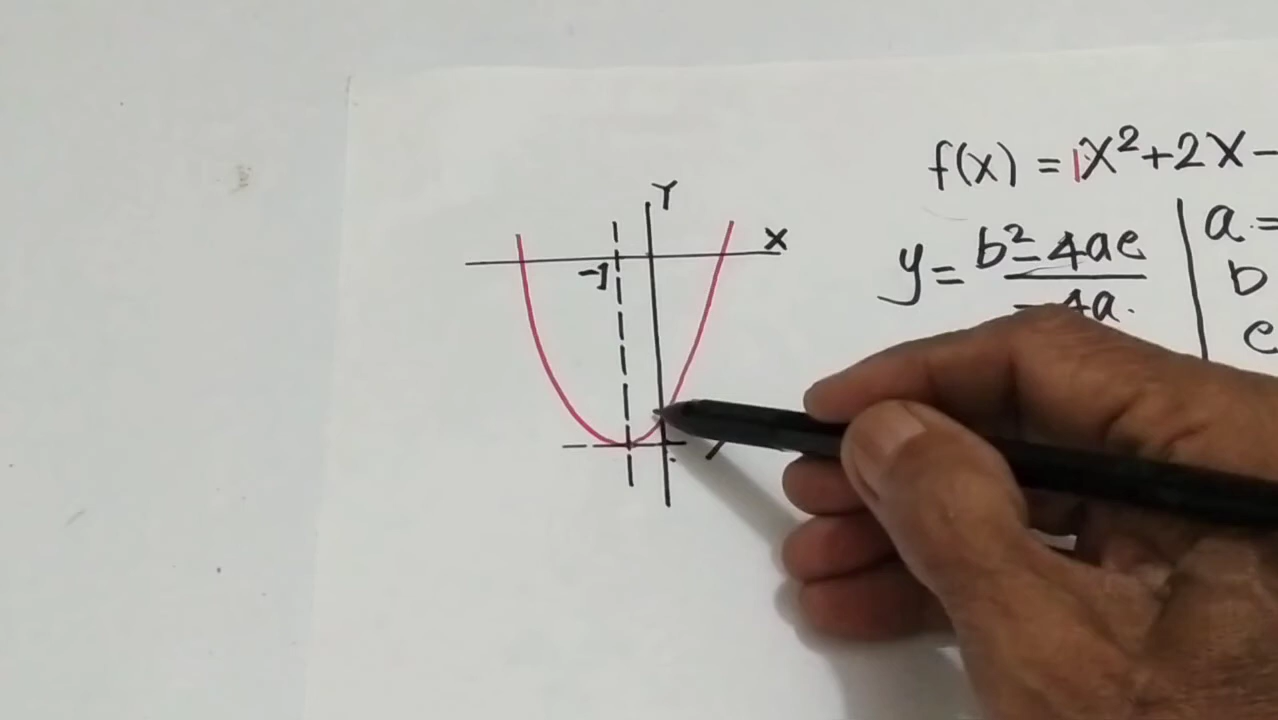 Y
X
-1
f(x) = 1x²+2x-
y = b²-4ac / -4a.
a =
b
c